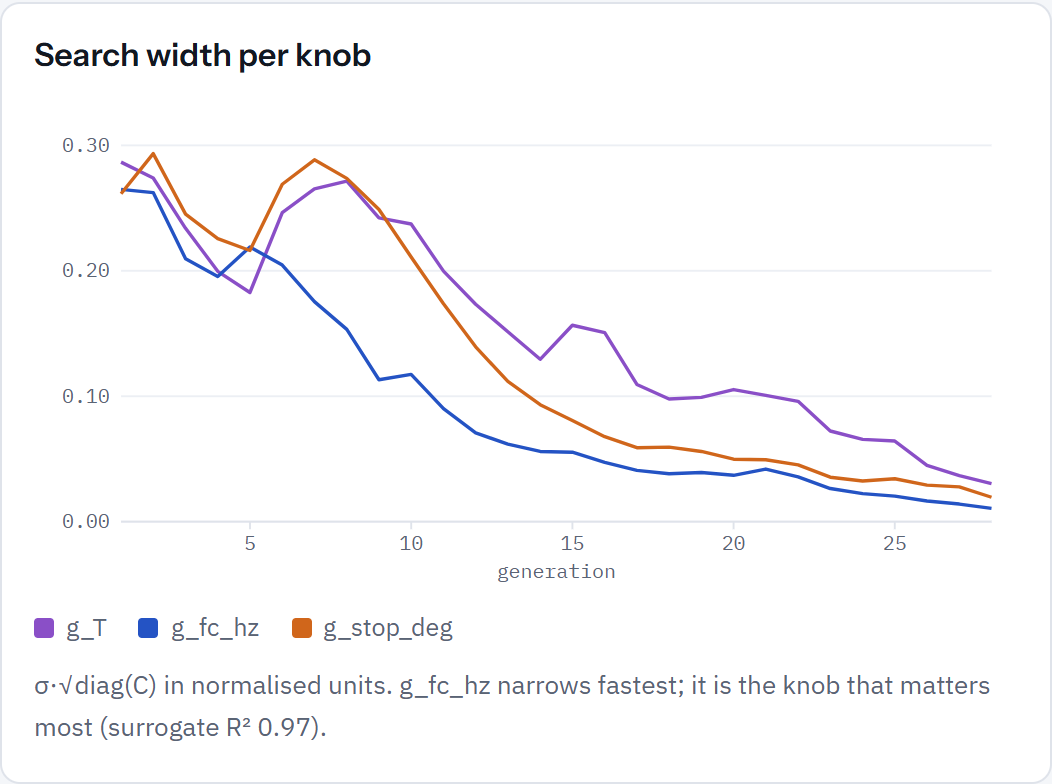 Search width per knob
0.30
0.20
0.10
0.00
5 10 15 20 25
generation
g_T g_fc_hz g_stop_deg
σ·√diag(C) in normalised units. g_fc_hz narrows fastest; it is the knob that matters
most (surrogate R² 0.97).